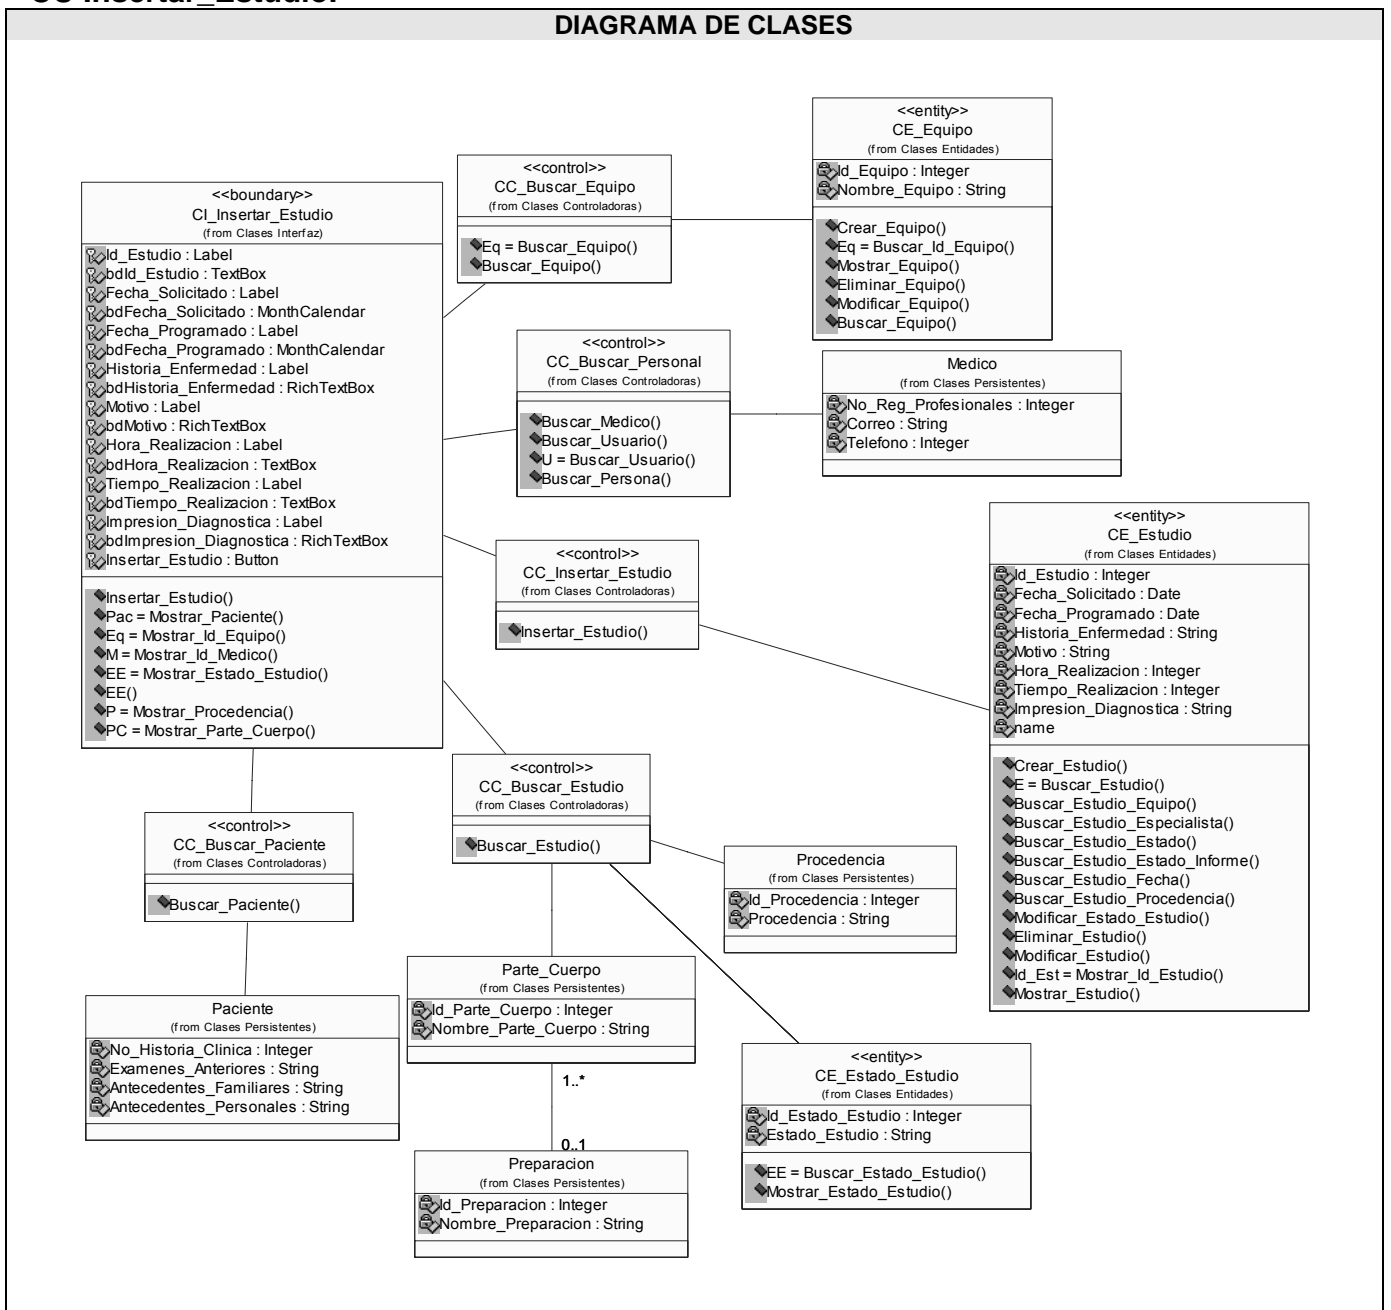 CU Insertar_Estudio.
DIAGRAMA DE CLASES
<<boundary>>
CI_Insertar_Estudio
(from Clases Interfaz)
Id_Estudio : Label
bdId_Estudio : TextBox
Fecha_Solicitado : Label
bdFecha_Solicitado : MonthCalendar
Fecha_Programado : Label
bdFecha_Programado : MonthCalendar
Historia_Enfermedad : Label
bdHistoria_Enfermedad : RichTextBox
Motivo : Label
bdMotivo : RichTextBox
Hora_Realizacion : Label
bdHora_Realizacion : TextBox
Tiempo_Realizacion : Label
bdTiempo_Realizacion : TextBox
Impresion_Diagnostica : Label
bdImpresion_Diagnostica : RichTextBox
Insertar_Estudio : Button
Insertar_Estudio()
Pac = Mostrar_Paciente()
Eq = Mostrar_Id_Equipo()
M = Mostrar_Id_Medico()
EE = Mostrar_Estado_Estudio()
EE()
P = Mostrar_Procedencia()
PC = Mostrar_Parte_Cuerpo()
<<control>>
CC_Buscar_Equipo
(from Clases Controladoras)
Eq = Buscar_Equipo()
Buscar_Equipo()
<<entity>>
CE_Equipo
(from Clases Entidades)
Id_Equipo : Integer
Nombre_Equipo : String
Crear_Equipo()
Eq = Buscar_Id_Equipo()
Mostrar_Equipo()
Eliminar_Equipo()
Modificar_Equipo()
Buscar_Equipo()
<<control>>
CC_Buscar_Personal
(from Clases Controladoras)
Buscar_Medico()
Buscar_Usuario()
U = Buscar_Usuario()
Buscar_Persona()
Medico
(from Clases Persistentes)
No_Reg_Profesionales : Integer
Correo : String
Telefono : Integer
<<control>>
CC_Insertar_Estudio
(from Clases Controladoras)
Insertar_Estudio()
<<entity>>
CE_Estudio
(from Clases Entidades)
Id_Estudio : Integer
Fecha_Solicitado : Date
Fecha_Programado : Date
Historia_Enfermedad : String
Motivo : String
Hora_Realizacion : Integer
Tiempo_Realizacion : Integer
Impresion_Diagnostica : String
name
Crear_Estudio()
E = Buscar_Estudio()
Buscar_Estudio_Equipo()
Buscar_Estudio_Especialista()
Buscar_Estudio_Estado()
Buscar_Estudio_Estado_Informe()
Buscar_Estudio_Fecha()
Buscar_Estudio_Procedencia()
Modificar_Estado_Estudio()
Eliminar_Estudio()
Modificar_Estudio()
Id_Est = Mostrar_Id_Estudio()
Mostrar_Estudio()
<<control>>
CC_Buscar_Estudio
(from Clases Controladoras)
Buscar_Estudio()
<<control>>
CC_Buscar_Paciente
(from Clases Controladoras)
Buscar_Paciente()
Procedencia
(from Clases Persistentes)
Id_Procedencia : Integer
Procedencia : String
Parte_Cuerpo
(from Clases Persistentes)
Id_Parte_Cuerpo : Integer
Nombre_Parte_Cuerpo : String
1..*
0..1
Paciente
(from Clases Persistentes)
No_Historia_Clinica : Integer
Examenes_Anteriores : String
Antecedentes_Familiares : String
Antecedentes_Personales : String
<<entity>>
CE_Estado_Estudio
(from Clases Entidades)
Id_Estado_Estudio : Integer
Estado_Estudio : String
EE = Buscar_Estado_Estudio()
Mostrar_Estado_Estudio()
Preparacion
(from Clases Persistentes)
Id_Preparacion : Integer
Nombre_Preparacion : String